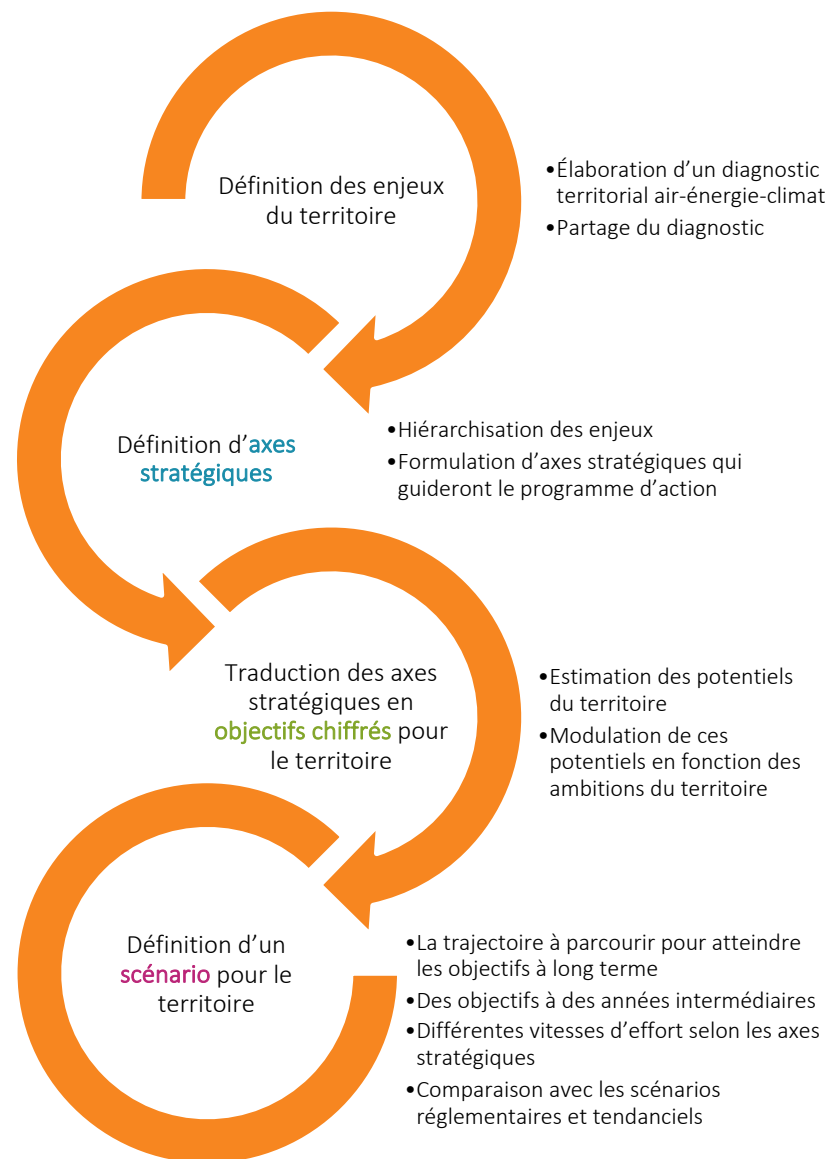 Définition des enjeux
du territoire
•Élaboration d’un diagnostic
territorial air-énergie-climat
•Partage du diagnostic
Définition d’axes
stratégiques
•Hiérarchisation des enjeux
•Formulation d’axes stratégiques qui
guideront le programme d’action
Traduction des axes
stratégiques en
objectifs chiffrés pour
le territoire
•Estimation des potentiels
du territoire
•Modulation de ces
potentiels en fonction des
ambitions du territoire
Définition d’un
scénario pour le
territoire
•La trajectoire à parcourir pour atteindre
les objectifs à long terme
•Des objectifs à des années intermédiaires
•Différentes vitesses d’effort selon les axes
stratégiques
•Comparaison avec les scénarios
réglementaires et tendanciels